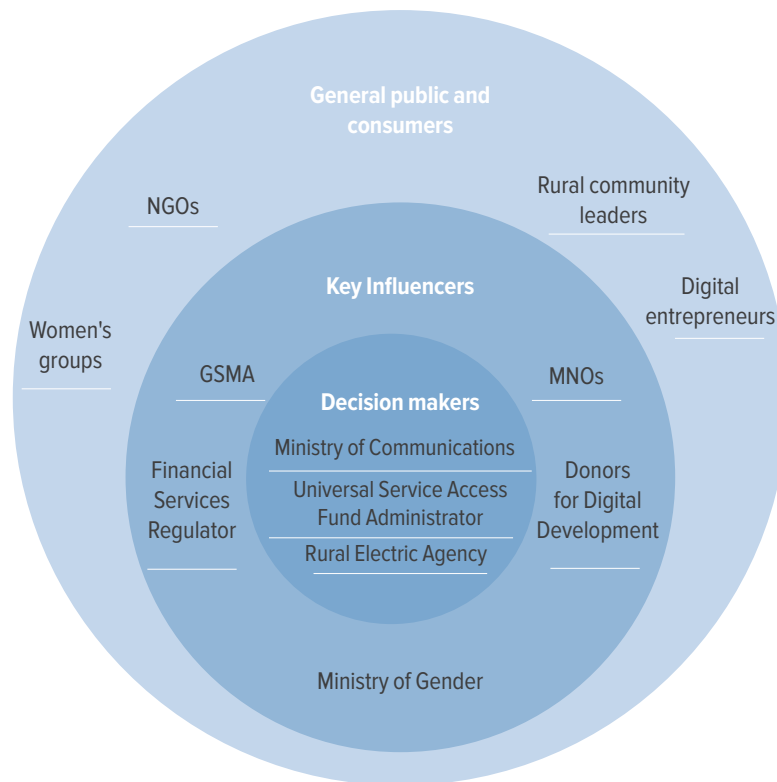 General public and
consumers
NGOs
Rural community
leaders
Key Influencers
Digital
entrepreneurs
Women's
groups
GSMA
MNOs
Decision makers
Ministry of Communications
Financial
Services
Regulator
Universal Service Access
Fund Administrator
Donors
for Digital
Development
Rural Electric Agency
Ministry of Gender